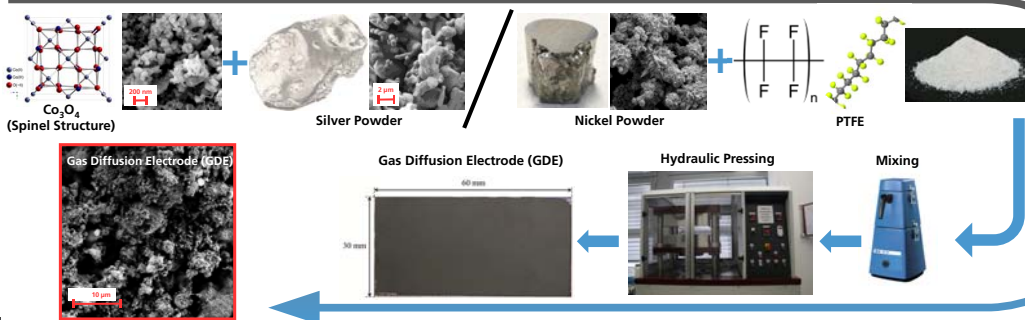 F
F
F
F
n
200 nm
2 µm
Co3O4
(Spinel Structure)
Silver Powder
Nickel Powder
PTFE
Gas Diffusion Electrode (GDE)
Gas Diffusion Electrode (GDE)
Hydraulic Pressing
Mixing
60 mm
30 mm
10 µm